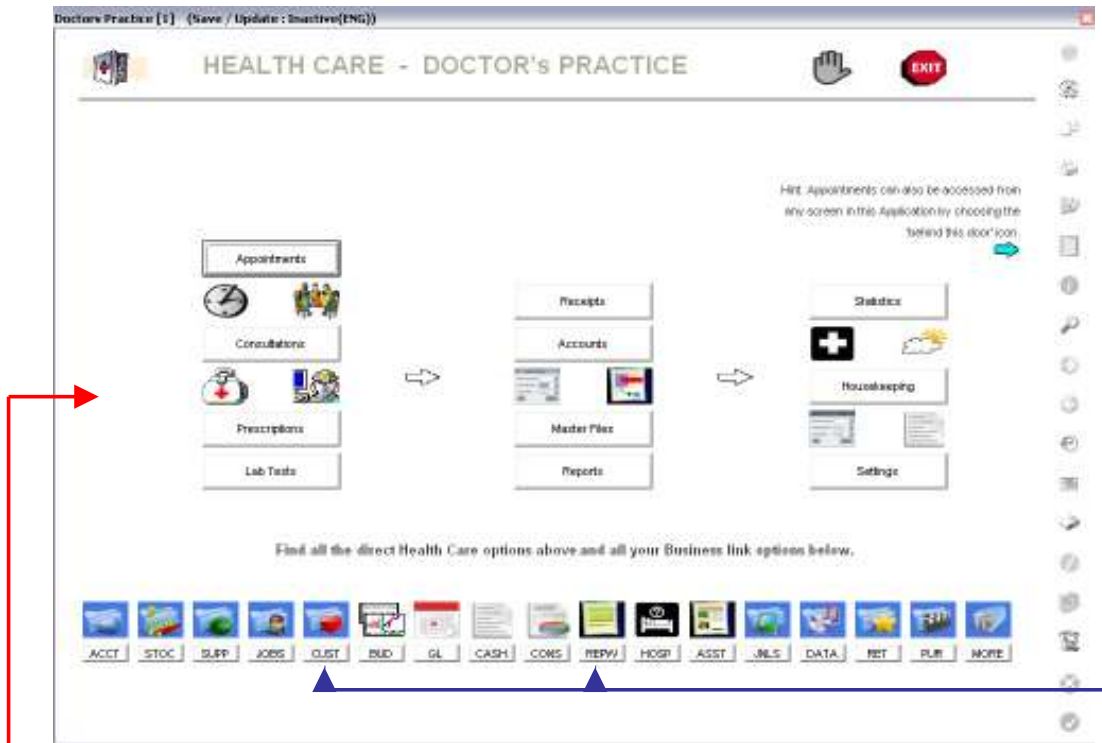 Doctors Practice [1] (Save / Update : Inactive(ENG))
HEALTH CARE - DOCTOR's PRACTICE
EXIT
Hint. Appointments can also be accessed from
any screen in this Application by choosing the
'behind this door' icon.
Appointments
Consultations
Prescriptions
Lab Tests
Receipts
Accounts
Master Files
Reports
Statistics
Housekeeping
Settings
Find all the direct Health Care options above and all your Business link options below.
ACCT STOC SUPP JOBS CUST BUD GL CASH CONS REPW HOSP ASST JNLS DATA RET PUR MORE